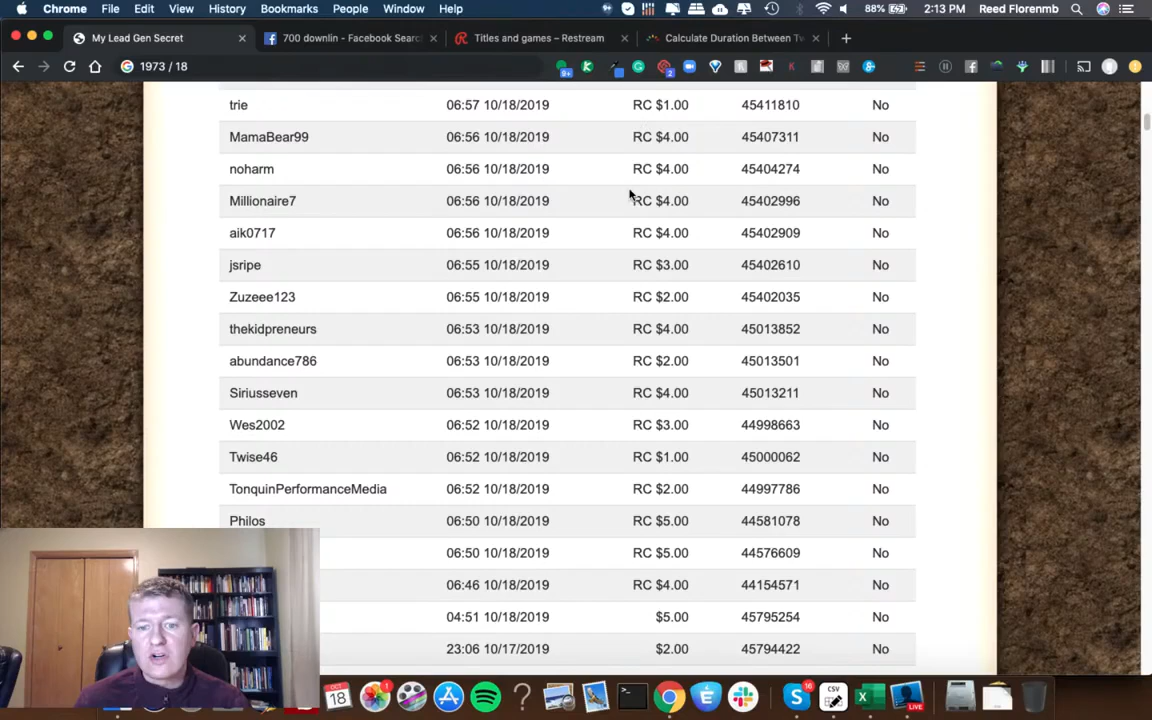 Chrome File Edit View History Bookmarks People Window Help 88% 2:13 PM Reed Florenmb
My Lead Gen Secret 700 downlin - Facebook Searc Titles and games – Restream Calculate Duration Between Tw
1973 / 18
trie 06:57 10/18/2019 RC $1.00 45411810 No
MamaBear99 06:56 10/18/2019 RC $4.00 45407311 No
noharm 06:56 10/18/2019 RC $4.00 45404274 No
Millionaire7 06:56 10/18/2019 RC $4.00 45402996 No
aik0717 06:56 10/18/2019 RC $4.00 45402909 No
jsripe 06:55 10/18/2019 RC $3.00 45402610 No
Zuzeee123 06:55 10/18/2019 RC $2.00 45402035 No
thekidpreneurs 06:53 10/18/2019 RC $4.00 45013852 No
abundance786 06:53 10/18/2019 RC $2.00 45013501 No
Siriusseven 06:53 10/18/2019 RC $4.00 45013211 No
Wes2002 06:52 10/18/2019 RC $3.00 44998663 No
Twise46 06:52 10/18/2019 RC $1.00 45000062 No
TonquinPerformanceMedia 06:52 10/18/2019 RC $2.00 44997786 No
Philos 06:50 10/18/2019 RC $5.00 44581078 No
06:50 10/18/2019 RC $5.00 44576609 No
06:46 10/18/2019 RC $4.00 44154571 No
04:51 10/18/2019 $5.00 45795254 No
23:06 10/17/2019 $2.00 45794422 No